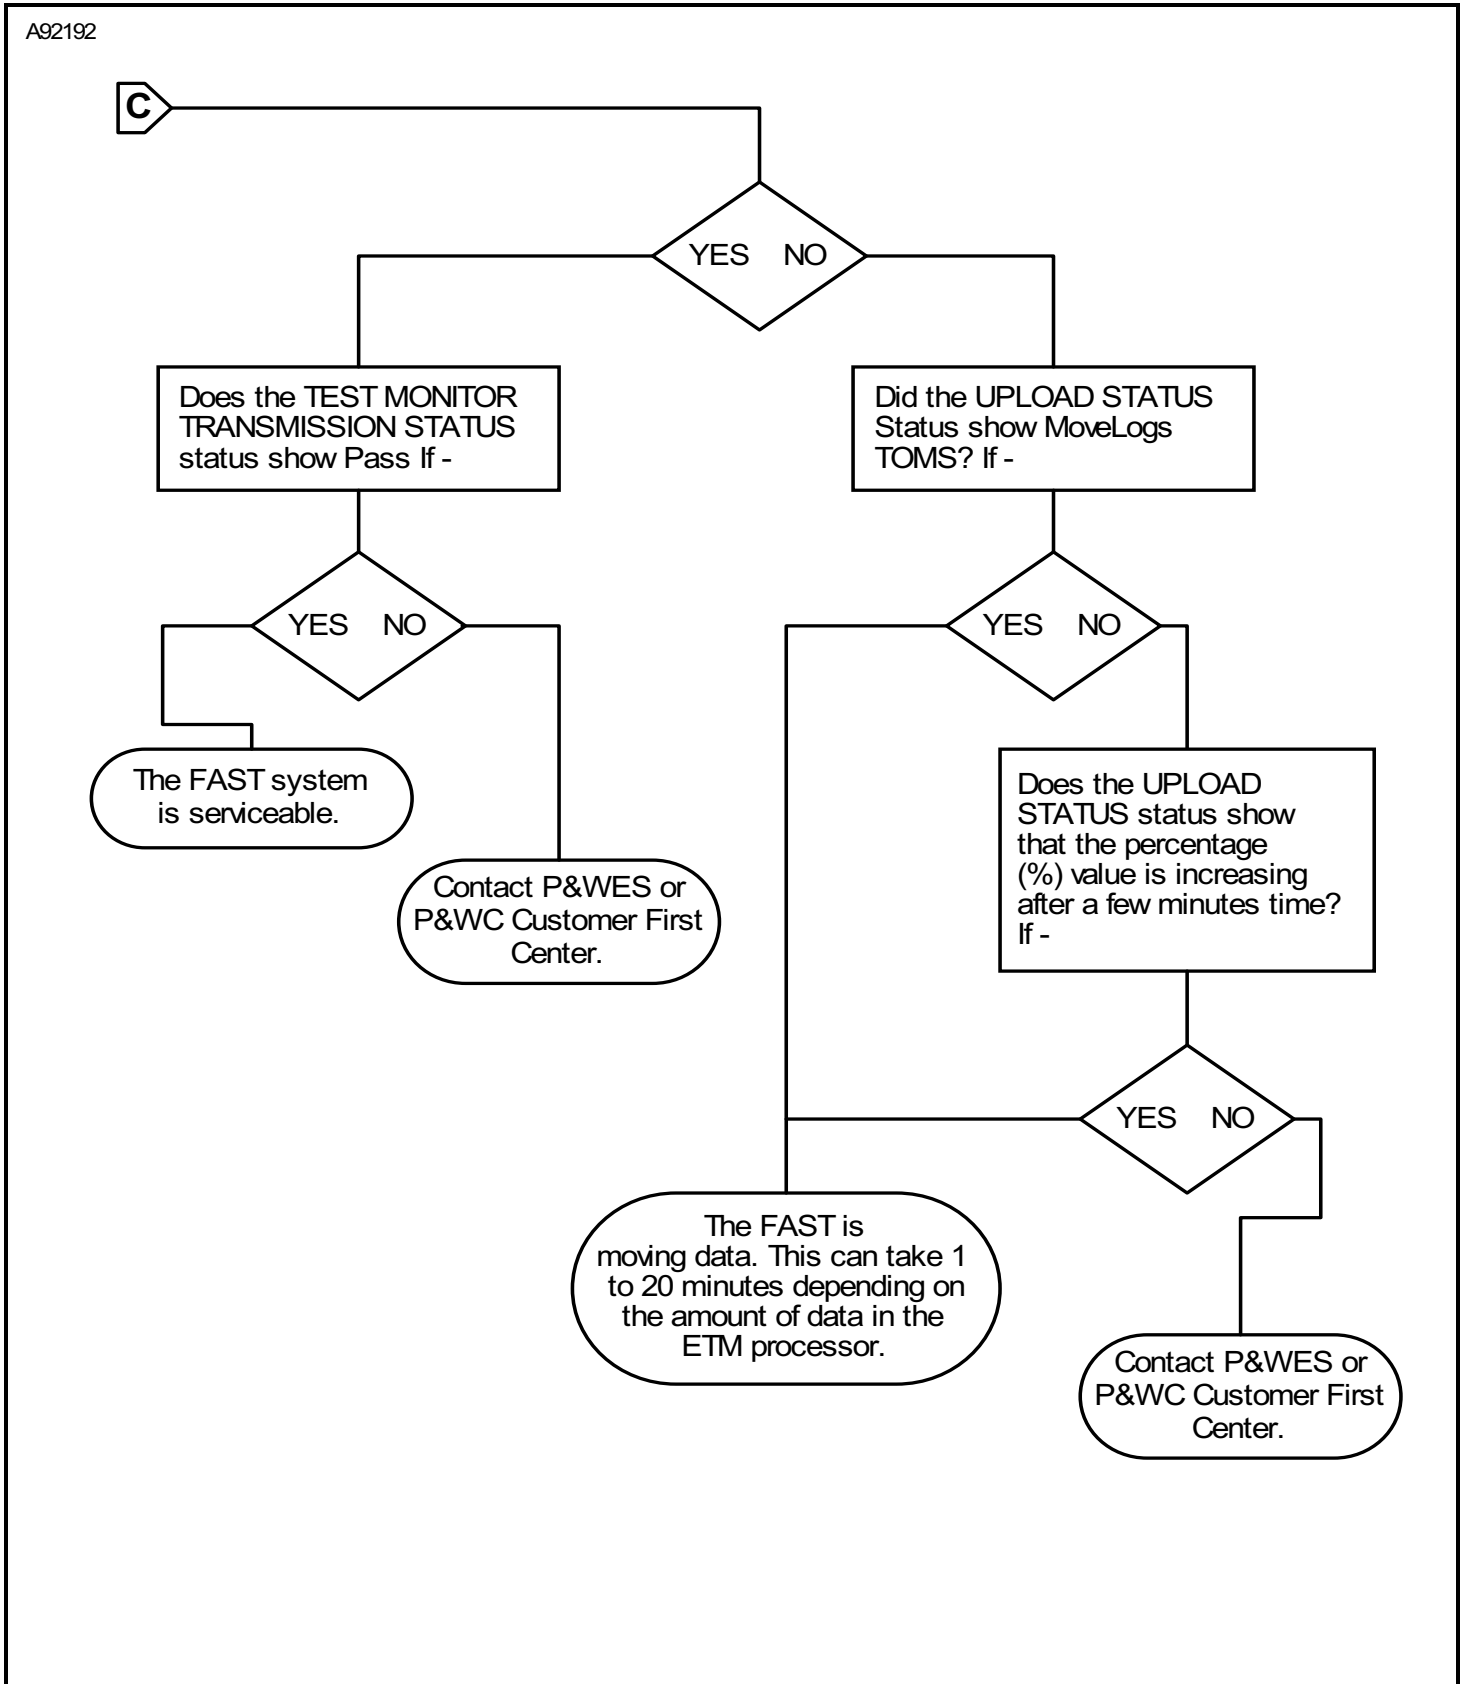 A92192
C
YES NO
Does the TEST MONITOR
TRANSMISSION STATUS
status show Pass If -
Did the UPLOAD STATUS
Status show MoveLogs
TOMS? If -
YES NO
YES NO
The FAST system
is serviceable.
Contact P&WES or
P&WC Customer First
Center.
Does the UPLOAD
STATUS status show
that the percentage
(%) value is increasing
after a few minutes time?
If -
YES NO
The FAST is
moving data. This can take 1
to 20 minutes depending on
the amount of data in the
ETM processor.
Contact P&WES or
P&WC Customer First
Center.